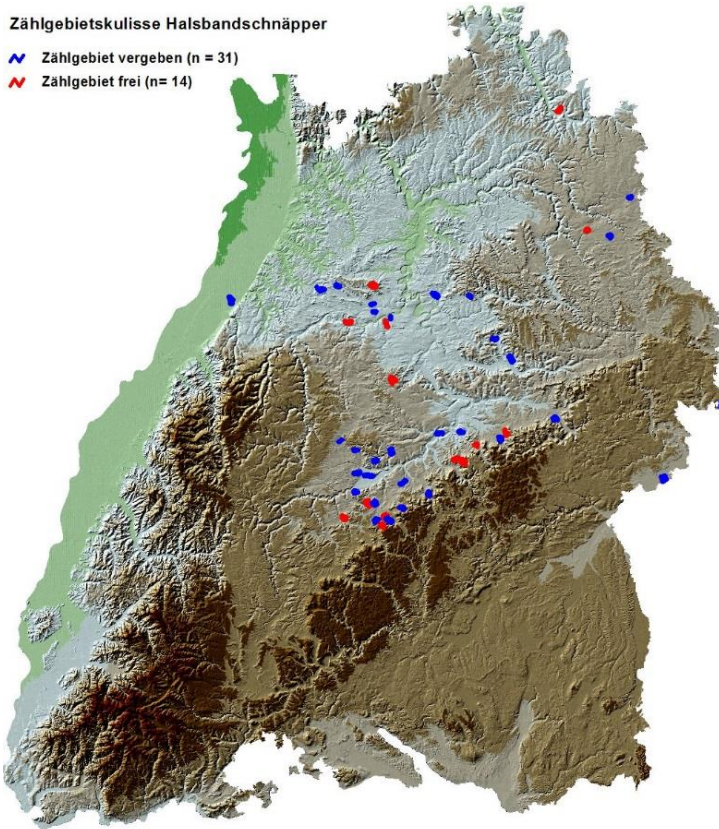 Zählgebietskulisse Halsbandschnäpper
Zählgebiet vergeben (n = 31)
Zählgebiet frei (n= 14)